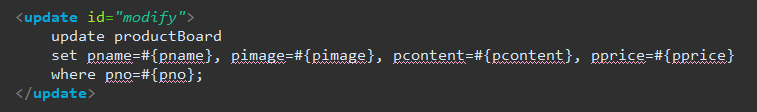 <update id="modify">
update productBoard
set pname=#{pname}, pimage=#{pimage}, pcontent=#{pcontent}, pprice=#{pprice}
where pno=#{pno};
</update>